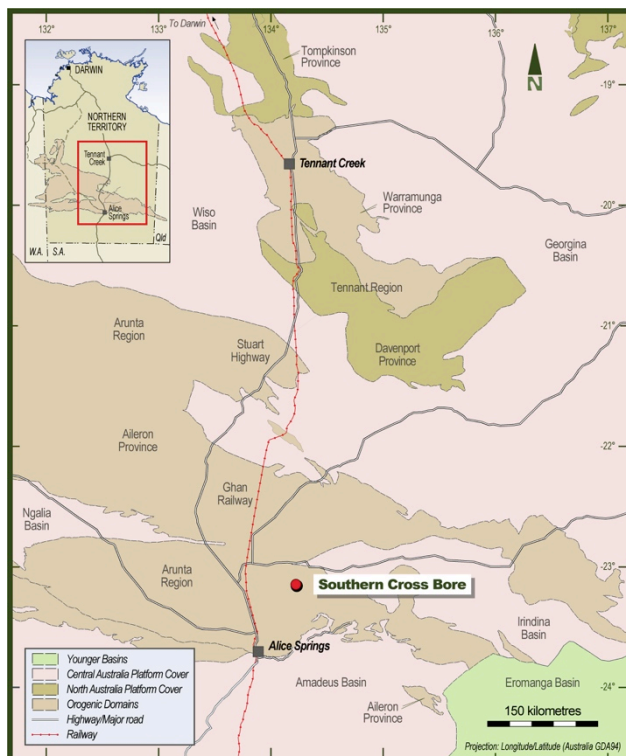 132°
133°
134°
135°
136°
137°
To Darwin
Tompkinson
Province
N
-19°
DARWIN
NORTHERN
TERRITORY
Tennant
Creek
Alice
Springs
W.A.
S.A.
Qld
Tennant Creek
Warramunga
Province
-20°
Wiso
Basin
Georgina
Basin
Tennant Region
Arunta
Region
-21°
Stuart
Highway
Davenport
Province
Aileron
Province
-22°
Ghan
Railway
Ngalia
Basin
Arunta
Region
-23°
Southern Cross Bore
Irindina
Basin
Alice Springs
Amadeus Basin
Eromanga Basin
-24°
Aileron
Province
Younger Basins
Central Australia Platform Cover
North Australia Platform Cover
Orogenic Domains
Highway/Major road
Railway
150 kilometres
Projection: Longitude/Latitude (Australia GDA94)